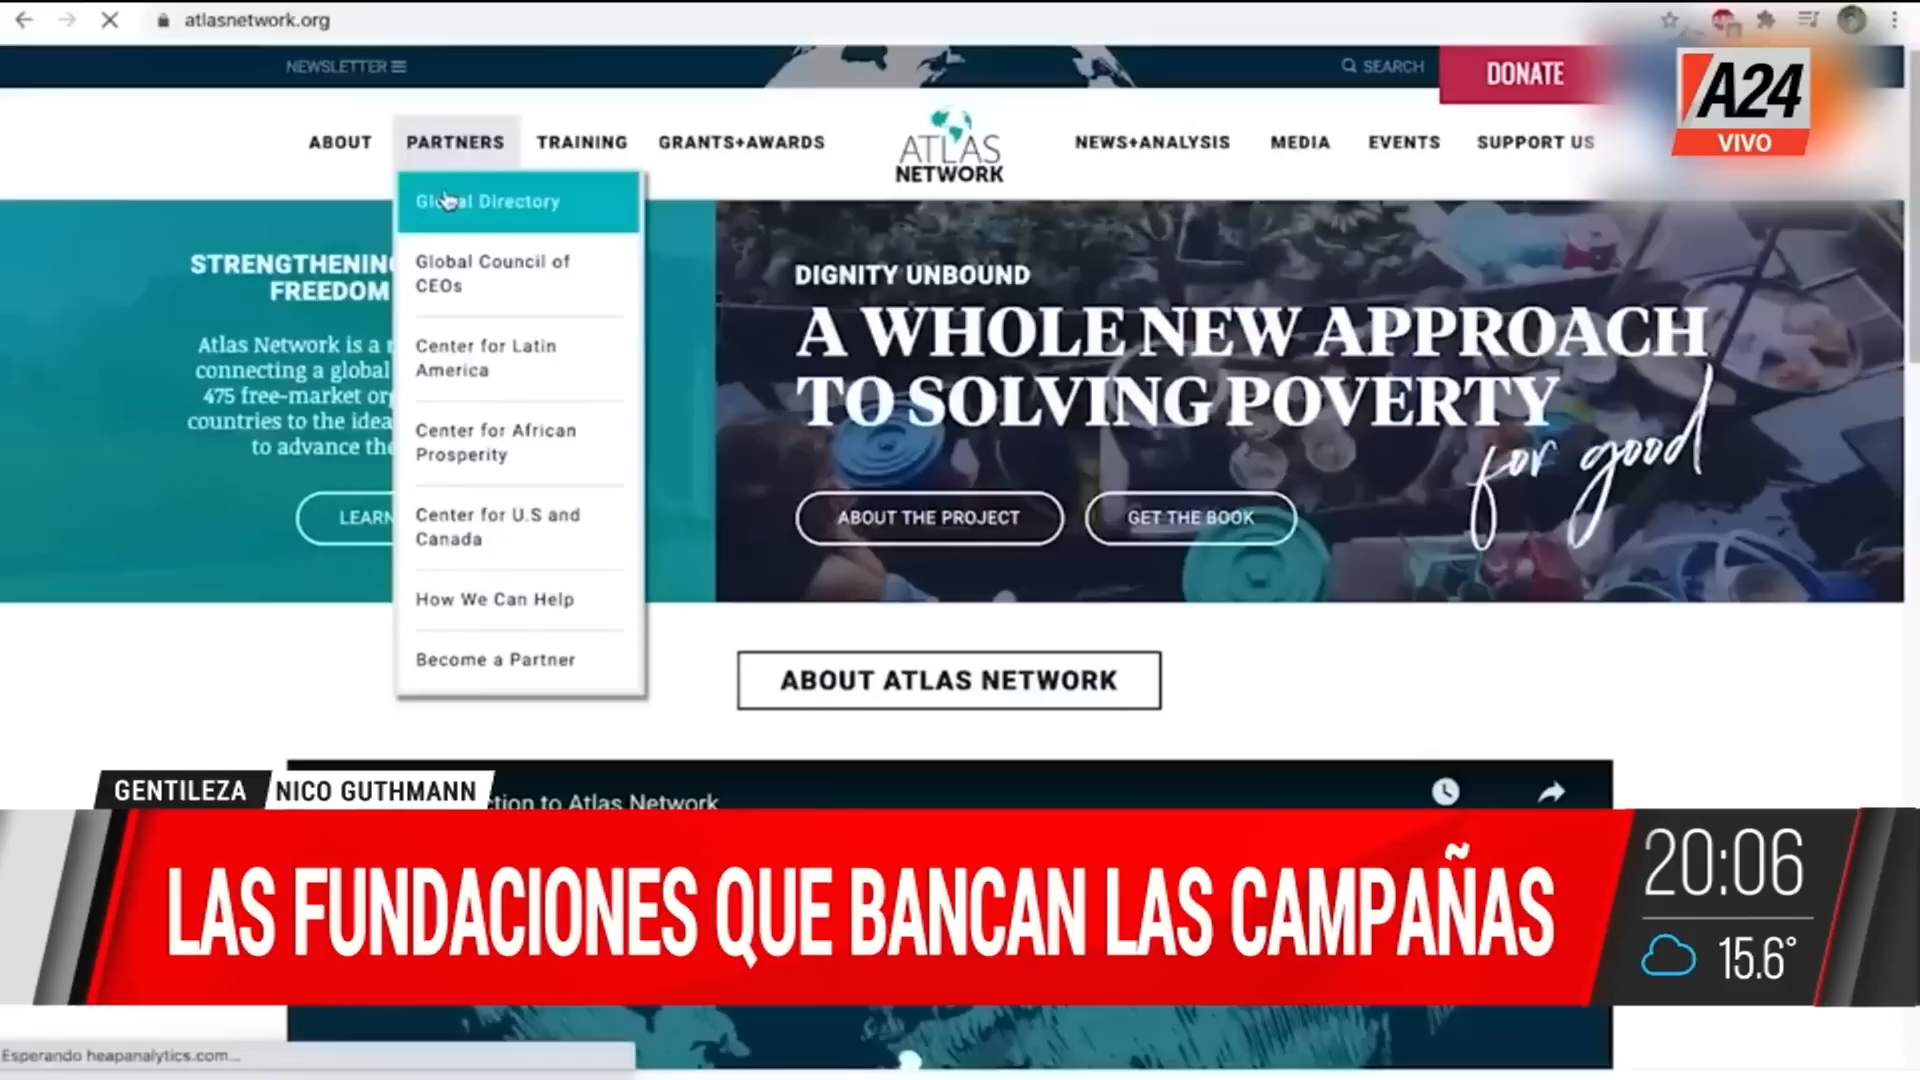 atlasnetwork.org
NEWSLETTER
SEARCH
DONATE
A24
VIVO
ABOUT
PARTNERS
TRAINING
GRANTS+AWARDS
ATLAS
NETWORK
NEWS+ANALYSIS
MEDIA
EVENTS
SUPPORT US
Global Directory
Global Council of
CEOs
Center for Latin
America
Center for African
Prosperity
Center for U.S and
Canada
How We Can Help
Become a Partner
STRENGTHENING
FREEDOM
Atlas Network is a
connecting a global
475 free-market
countries to the
to advance the
LEARN
DIGNITY UNBOUND
A WHOLE NEW APPROACH
TO SOLVING POVERTY
for good
ABOUT THE PROJECT
GET THE BOOK
ABOUT ATLAS NETWORK
GENTILEZA NICO GUTHMANN
to Atlas Network
LAS FUNDACIONES QUE BANCAN LAS CAMPAÑAS
20:06
15.6°
Esperando heapanalytics.com...